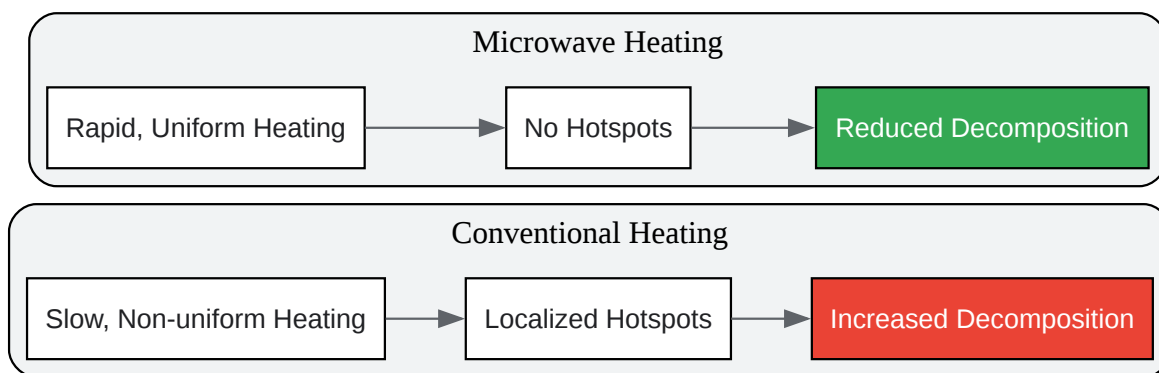 Microwave Heating
Rapid, Uniform Heating
No Hotspots
Reduced Decomposition
Conventional Heating
Slow, Non-uniform Heating
Localized Hotspots
Increased Decomposition